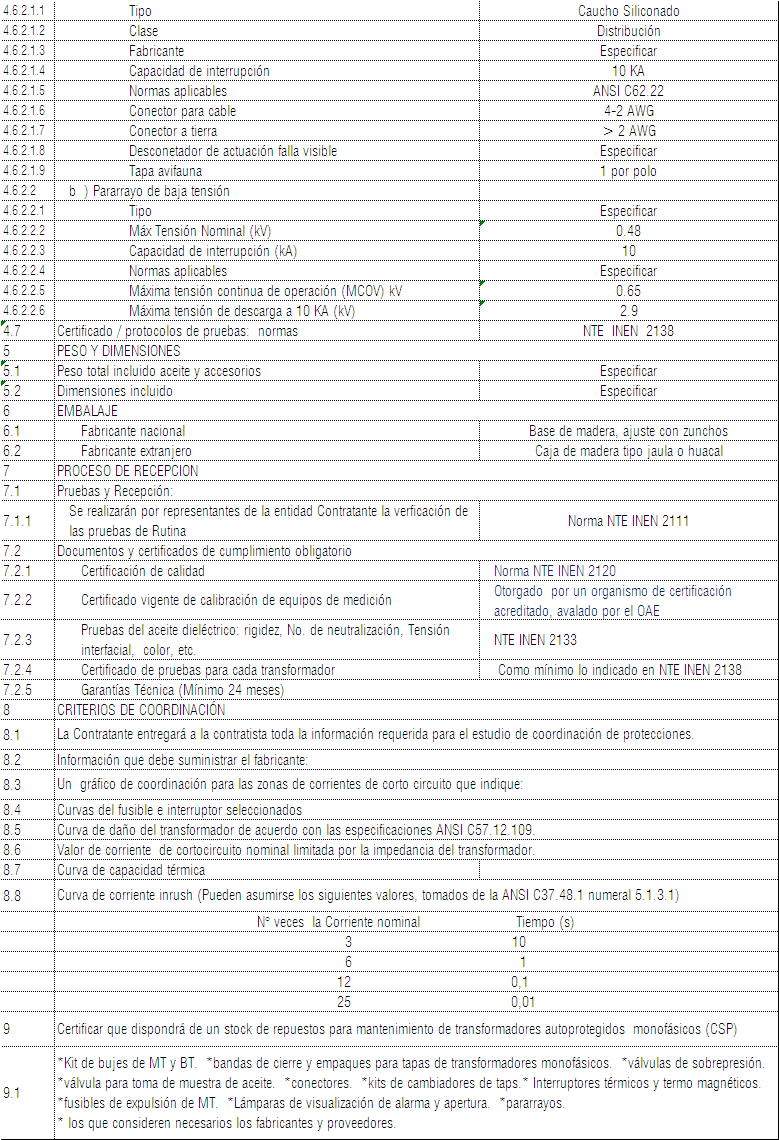 4.6.2.1.1 Tipo Caucho Siliconado
4.6.2.1.2 Clase Distribución
4.6.2.1.3 Fabricante Especificar
4.6.2.1.4 Capacidad de interrupción 10 KA
4.6.2.1.5 Normas aplicables ANSI C62.22
4.6.2.1.6 Conector para cable 4-2 AWG
4.6.2.1.7 Conector a tierra > 2 AWG
4.6.2.1.8 Desconetador de actuación falla visible Especificar
4.6.2.1.9 Tapa avifauna 1 por polo
4.6.2.2 b ) Pararrayo de baja tensión
4.6.2.2.1 Tipo Especificar
4.6.2.2.2 Máx Tensión Nominal (kV) 0.48
4.6.2.2.3 Capacidad de interrupción (kA) 10
4.6.2.2.4 Normas aplicables Especificar
4.6.2.2.5 Máxima tensión continua de operación (MCOV) kV 0.65
4.6.2.2.6 Máxima tensión de descarga a 10 KA (kV) 2.9
4.7 Certificado / protocolos de pruebas: normas NTE INEN 2138
5 PESO Y DIMENSIONES
5.1 Peso total incluido aceite y accesorios Especificar
5.2 Dimensiones incluido Especificar
6 EMBALAJE
6.1 Fabricante nacional Base de madera, ajuste con zunchos
6.2 Fabricante extranjero Caja de madera tipo jaula o huacal
7 PROCESO DE RECEPCION
7.1 Pruebas y Recepción:
7.1.1 Se realizarán por representantes de la entidad Contratante la verficación de
las pruebas de Rutina Norma NTE INEN 2111
7.2 Documentos y certificados de cumplimiento obligatorio
7.2.1 Certificación de calidad Norma NTE INEN 2120
7.2.2 Certificado vigente de calibración de equipos de medición Otorgado por un organismo de certificación
acreditado, avalado por el OAE
7.2.3 Pruebas del aceite dieléctrico: rigidez, No. de neutralización, Tensión
interfacial, color, etc. NTE INEN 2133
7.2.4 Certificado de pruebas para cada transformador Como mínimo lo indicado en NTE INEN 2138
7.2.5 Garantías Técnica (Mínimo 24 meses)
8 CRITERIOS DE COORDINACIÓN
8.1 La Contratante entregará a la contratista toda la información requerida para el estudio de coordinación de protecciones.
8.2 Información que debe suministrar el fabricante:
8.3 Un gráfico de coordinación para las zonas de corrientes de corto circuito que indique:
8.4 Curvas del fusible e interruptor seleccionados
8.5 Curva de daño del transformador de acuerdo con las especificaciones ANSI C57.12.109.
8.6 Valor de corriente de cortocircuito nominal limitada por la impedancia del transformador.
8.7 Curva de capacidad térmica
8.8 Curva de corriente inrush (Pueden asumirse los siguientes valores, tomados de la ANSI C37.48.1 numeral 5.1.3.1)
N° veces la Corriente nominal Tiempo (s)
3 10
6 1
12 0,1
25 0,01
9 Certificar que dispondrá de un stock de repuestos para mantenimiento de transformadores autoprotegidos monofásicos (CSP)
9.1 *Kit de bujes de MT y BT. *bandas de cierre y empaques para tapas de transformadores monofásicos. *válvulas de sobrepresión.
*válvula para toma de muestra de aceite. *conectores. *kits de cambiadores de taps.* Interruptores térmicos y termo magnéticos.
*fusibles de expulsión de MT. *Lámparas de visualización de alarma y apertura. *pararrayos.
* los que consideren necesarios los fabricantes y proveedores.